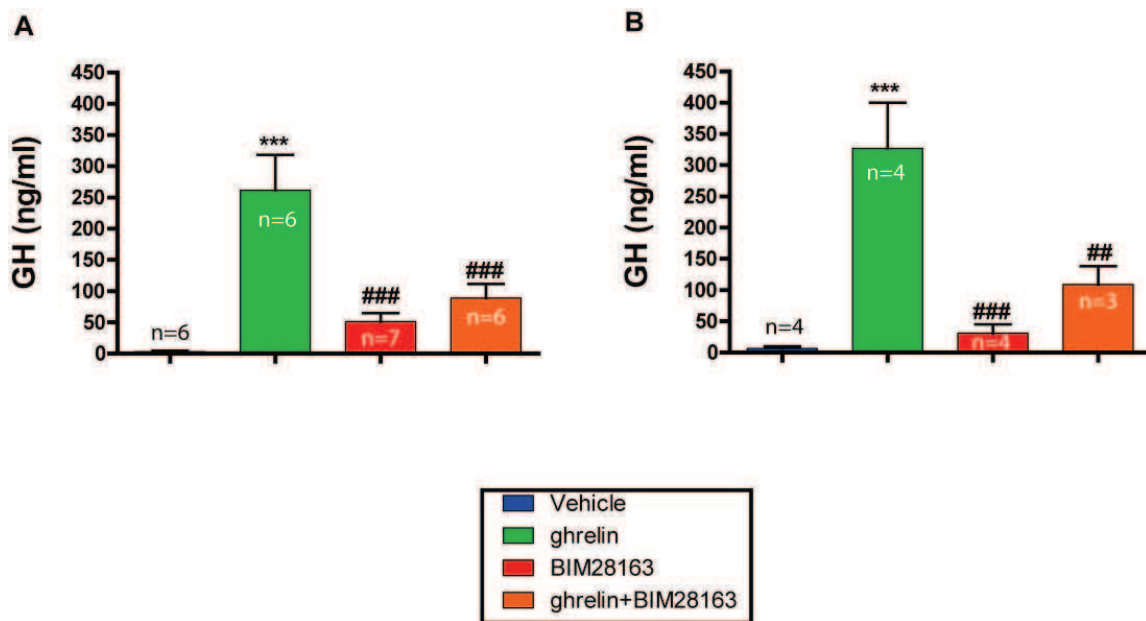 A
GH (ng/ml)
450
400
350
300
250
200
150
100
50
0
n=6
***
n=6
###
n=7
###
n=6
B
GH (ng/ml)
450
400
350
300
250
200
150
100
50
0
n=4
***
n=4
###
n=4
##
n=3
Vehicle
ghrelin
BIM28163
ghrelin+BIM28163